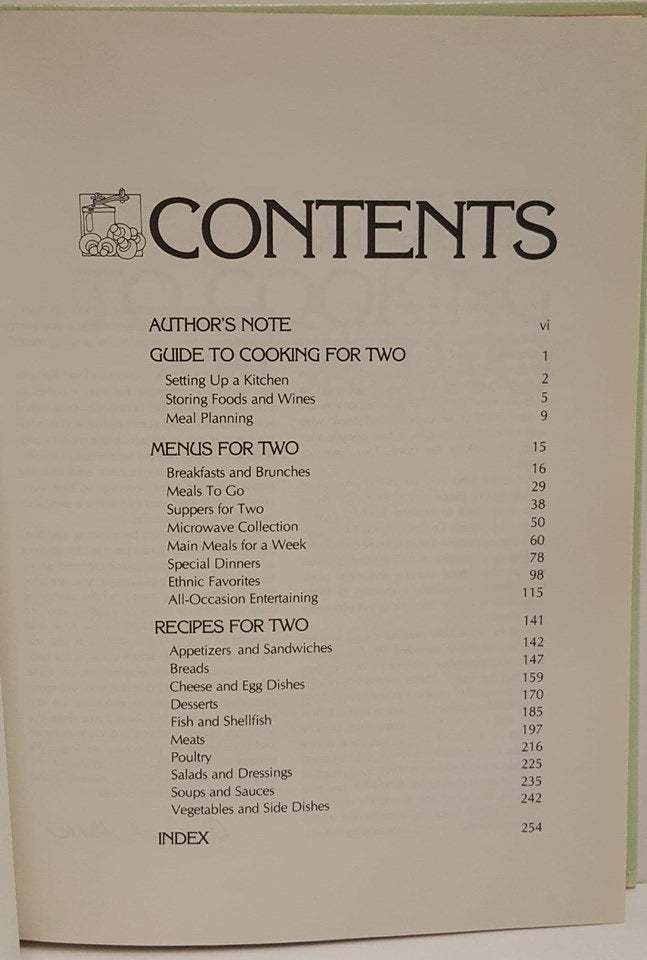 CONTENTS
AUTHOR'S NOTE vi
GUIDE TO COOKING FOR TWO 1
Setting Up a Kitchen 2
Storing Foods and Wines 5
Meal Planning 9
MENUS FOR TWO 15
Breakfasts and Brunches 16
Meals To Go 29
Suppers for Two 38
Microwave Collection 50
Main Meals for a Week 60
Special Dinners 78
Ethnic Favorites 98
All-Occasion Entertaining 115
RECIPES FOR TWO 141
Appetizers and Sandwiches 142
Breads 147
Cheese and Egg Dishes 159
Desserts 170
Fish and Shellfish 185
Meats 197
Poultry 216
Salads and Dressings 225
Soups and Sauces 235
Vegetables and Side Dishes 242
INDEX 254